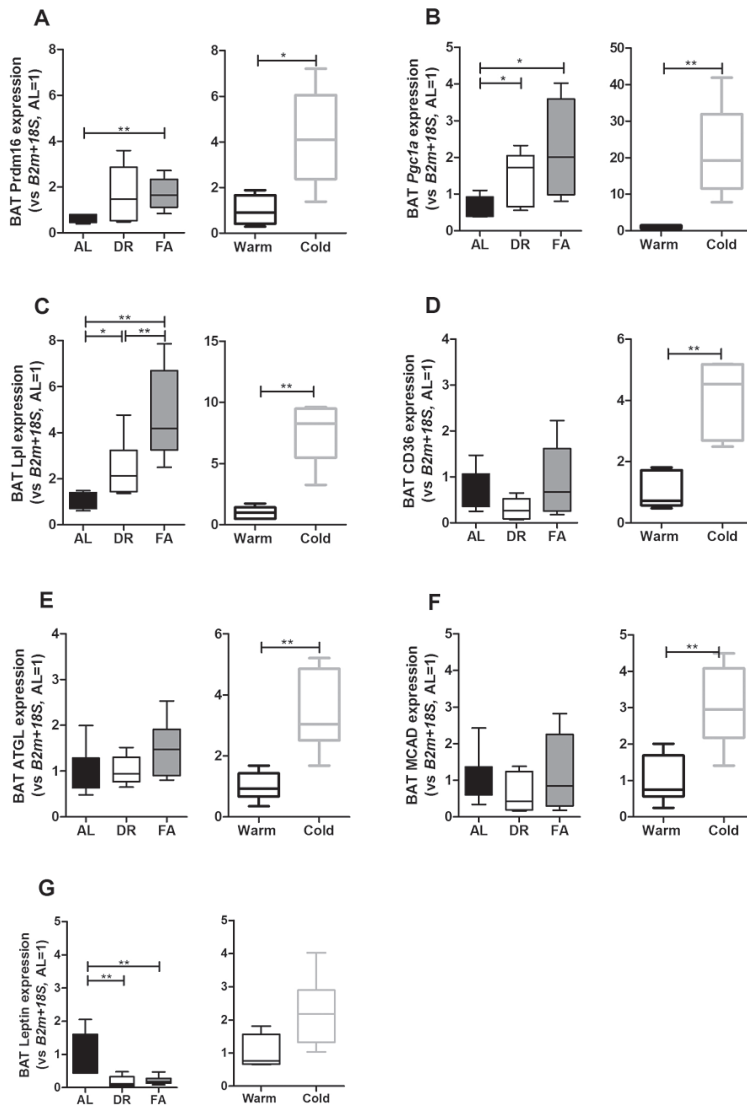 A
BAT Prdm16 expression
(vs B2m+18S, AL=1)
8
6
4
2
0
AL DR FA
**
8
6
4
2
0
Warm Cold
*
B
BAT Pgc1a expression
(vs B2m+18S, AL=1)
5
4
3
2
1
0
AL DR FA
*
*
50
40
30
20
10
0
Warm Cold
**
C
BAT Lpl expression
(vs B2m+18S, AL=1)
8
6
4
2
0
AL DR FA
**
* **
15
10
5
0
Warm Cold
**
D
BAT CD36 expression
(vs B2m+18S, AL=1)
4
3
2
1
0
AL DR FA
6
4
2
0
Warm Cold
**
E
BAT ATGL expression
(vs B2m+18S, AL=1)
4
3
2
1
0
AL DR FA
6
4
2
0
Warm Cold
**
F
BAT MCAD expression
(vs B2m+18S, AL=1)
5
4
3
2
1
0
AL DR FA
5
4
3
2
1
0
Warm Cold
**
G
BAT Leptin expression
(vs B2m+18S, AL=1)
5
4
3
2
1
0
AL DR FA
**
**
5
4
3
2
1
0
Warm Cold